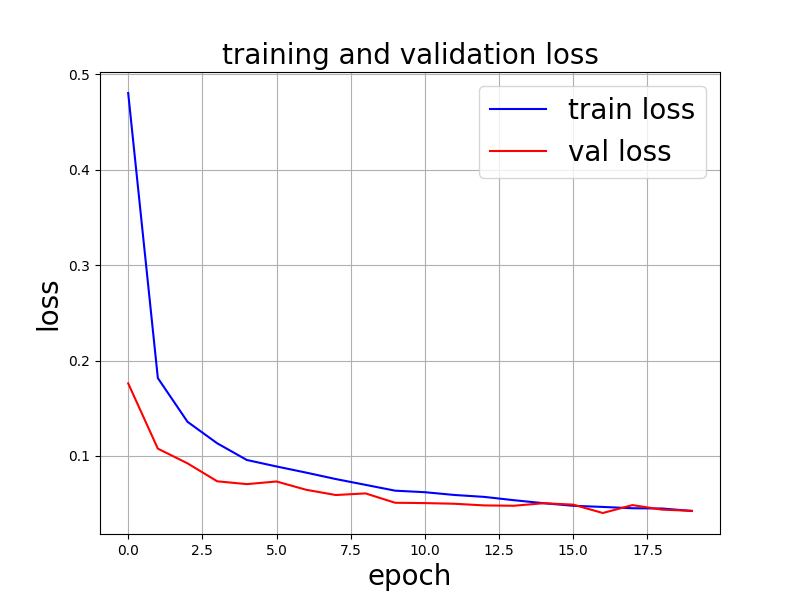 training and validation loss
train loss
val loss
0.5
0.4
0.3
0.2
0.1
loss
0.0 2.5 5.0 7.5 10.0 12.5 15.0 17.5
epoch